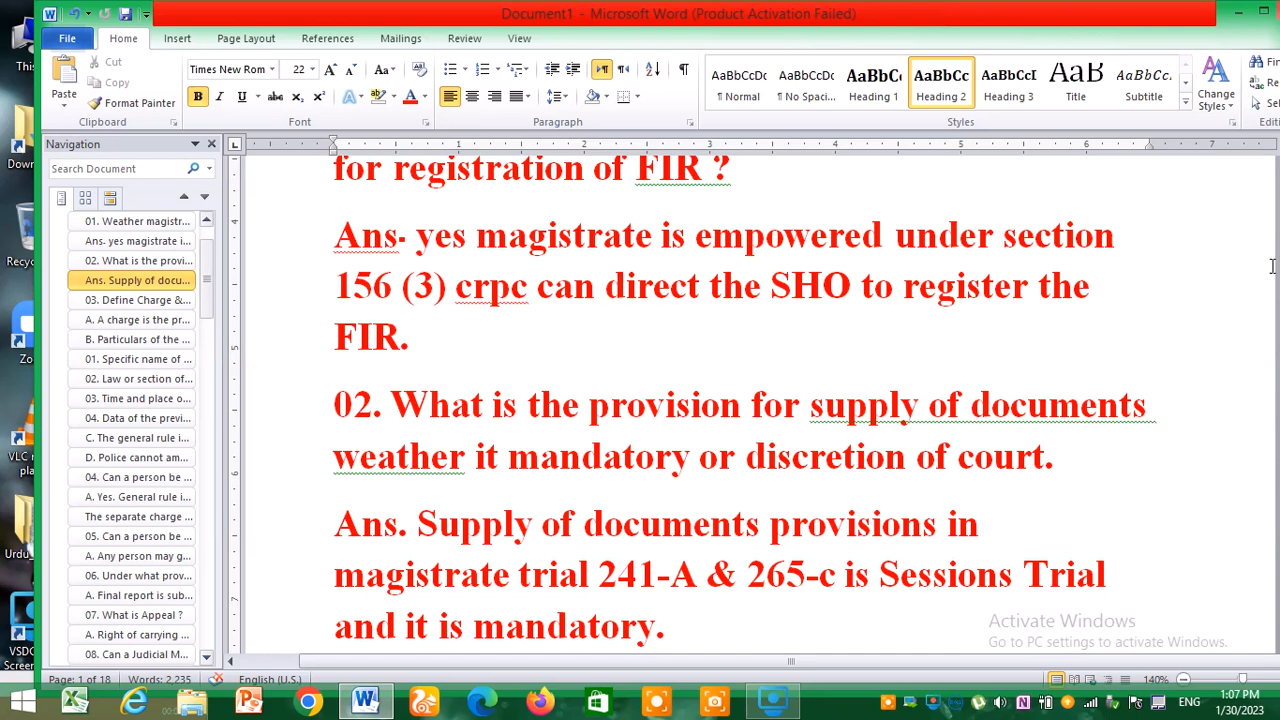 Document1 - Microsoft Word (Product Activation Failed)
File Home Insert Page Layout References Mailings Review View
Paste
Cut
Copy
Format Painter
Clipboard
Times New Rom 22
Font
Paragraph
AaBbCcDc AaBbCcDc AaBbCc AaBbCc AaBbCcI AaB AaBbCc
¶ Normal ¶ No Spaci... Heading 1 Heading 2 Heading 3 Title Subtitle
Change
Styles
Styles
Navigation
Search Document
01. Weather magistr...
Ans- yes magistrate i...
02. What is the provi...
Ans. Supply of docu...
03. Define Charge &...
A. A charge is the pr...
B. Particulars of the ...
01. Specific name of ...
02. Law or section of...
03. Time and place o...
04. Data of the previ...
C. The general rule i...
D. Police cannot am...
04. Can a person be ...
A. Yes. General rule i...
The separate charge ...
05. Can a person be ...
A. Any person may g...
06. Under what prov...
A. Final report is sub...
07. What is Appeal ?
A. Right of carrying ...
08. Can a Judicial M...
for registration of FIR ?
Ans- yes magistrate is empowered under section
156 (3) crpc can direct the SHO to register the
FIR.
02. What is the provision for supply of documents
weather it mandatory or discretion of court.
Ans. Supply of documents provisions in
magistrate trial 241-A & 265-c is Sessions Trial
and it is mandatory.
Activate Windows
Go to PC settings to activate Windows.
Page: 1 of 18 Words: 2,235 English (U.S.) 140%
ENG
1:07 PM
1/30/2023